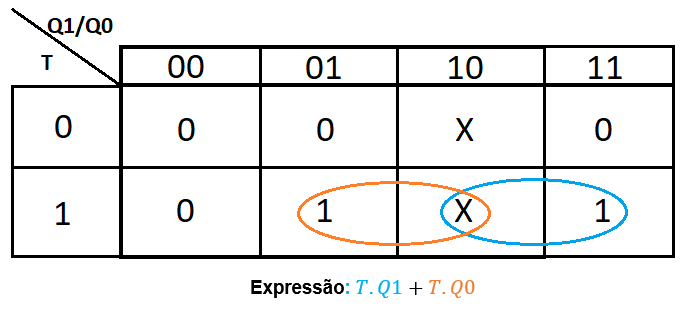 Q1/Q0
T
00 01 10 11
0 0 0 X 0
1 0 1 X 1
Expressão: T.Q1 + T.Q0